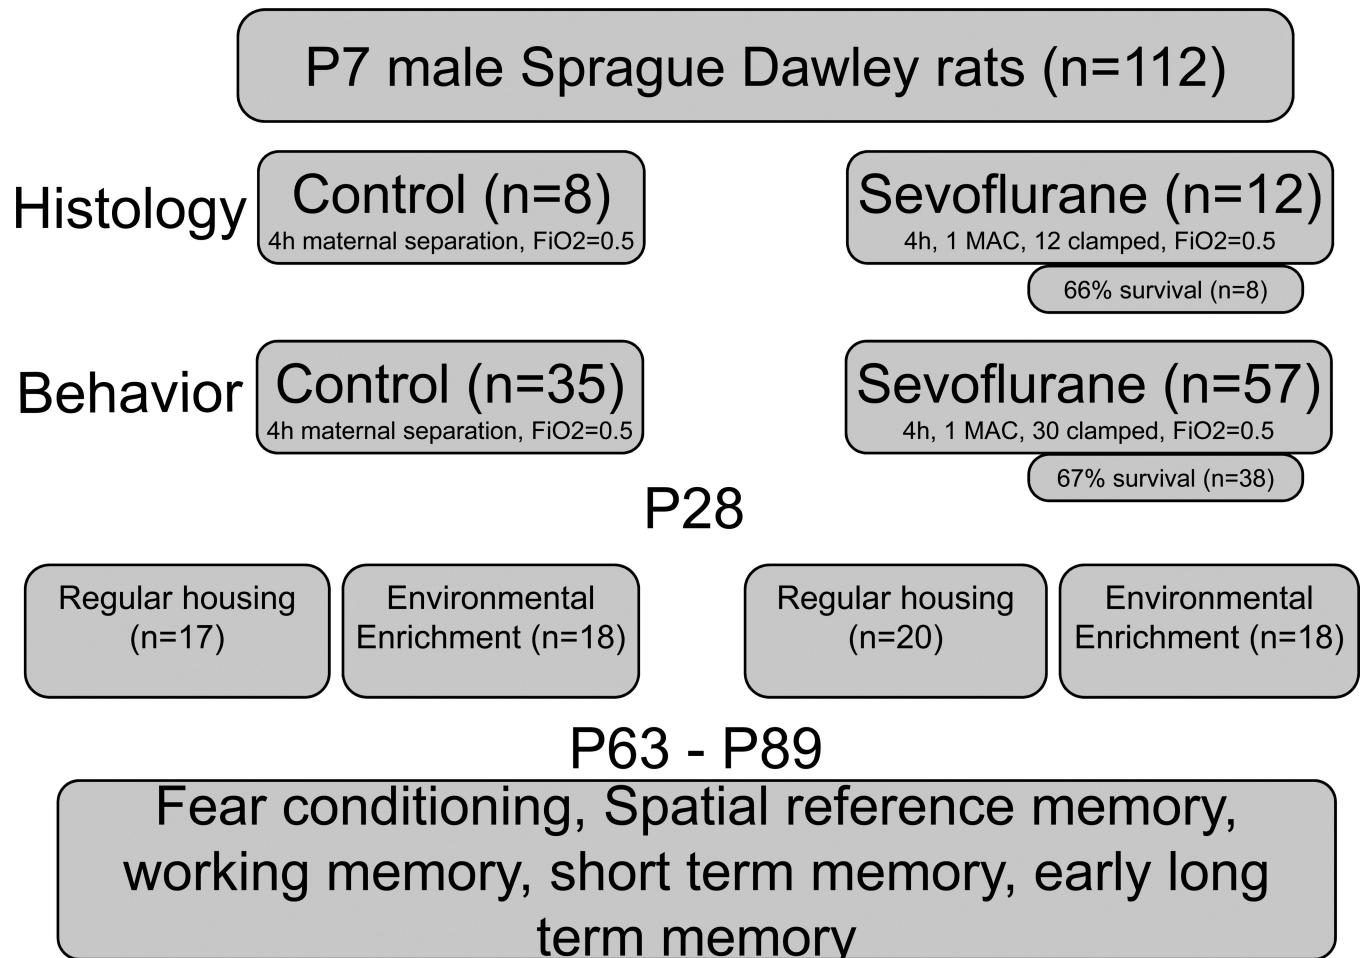 P7 male Sprague Dawley rats (n=112)
Histology
Control (n=8)
4h maternal separation, FiO2=0.5
Sevoflurane (n=12)
4h, 1 MAC, 12 clamped, FiO2=0.5
66% survival (n=8)
Behavior
Control (n=35)
4h maternal separation, FiO2=0.5
Sevoflurane (n=57)
4h, 1 MAC, 30 clamped, FiO2=0.5
67% survival (n=38)
P28
Regular housing
(n=17)
Environmental
Enrichment (n=18)
Regular housing
(n=20)
Environmental
Enrichment (n=18)
P63 - P89
Fear conditioning, Spatial reference memory,
working memory, short term memory, early long
term memory